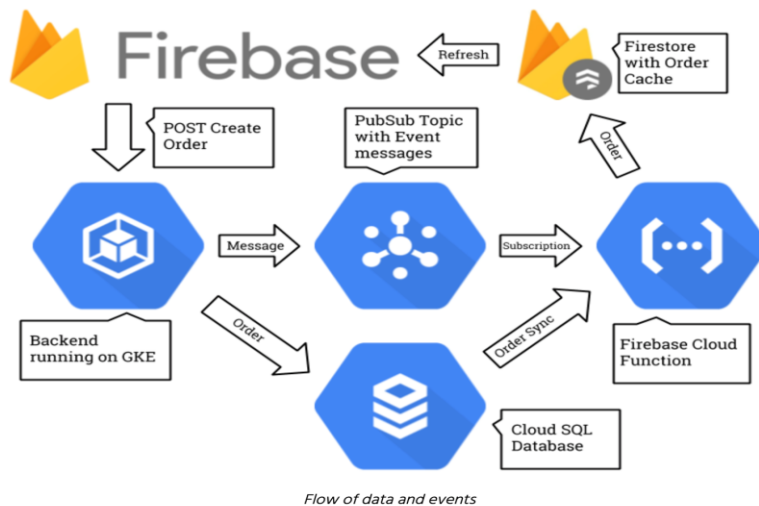 Firebase
Refresh
Firestore
with Order
Cache
POST Create
Order
PubSub Topic
with Event
messages
Order
Message
Subscription
Order
Order Sync
Backend
running on GKE
Firebase Cloud
Function
Cloud SQL
Database
Flow of data and events